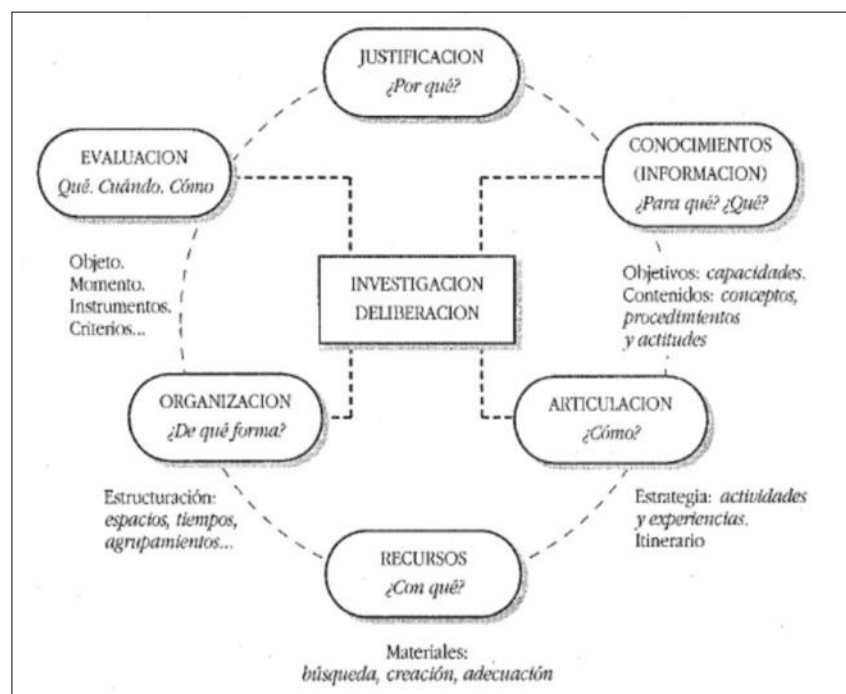 JUSTIFICACION
¿Por qué?
EVALUACION
Qué. Cuándo. Cómo
CONOCIMIENTOS
(INFORMACION)
¿Para qué? ¿Qué?
Objeto.
Momento.
Instrumentos.
Criterios...
INVESTIGACION
DELIBERACION
Objetivos: capacidades.
Contenidos: conceptos,
procedimientos
y actitudes
ORGANIZACION
¿De qué forma?
ARTICULACION
¿Cómo?
Estructuración:
espacios, tiempos,
agrupamientos...
Estrategia: actividades
y experiencias.
Itinerario
RECURSOS
¿Con qué?
Materiales:
búsqueda, creación, adecuación